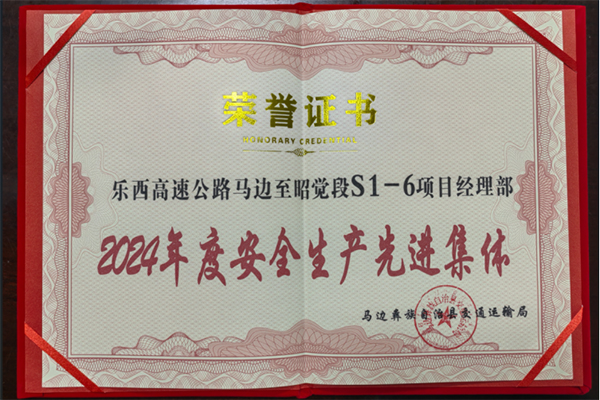 荣誉证书
HONORARY CREDENTIAL
乐西高速公路马边至昭觉段S1-6项目经理部
2024年度安全生产先进集体
马边彝族自治县交通运输局